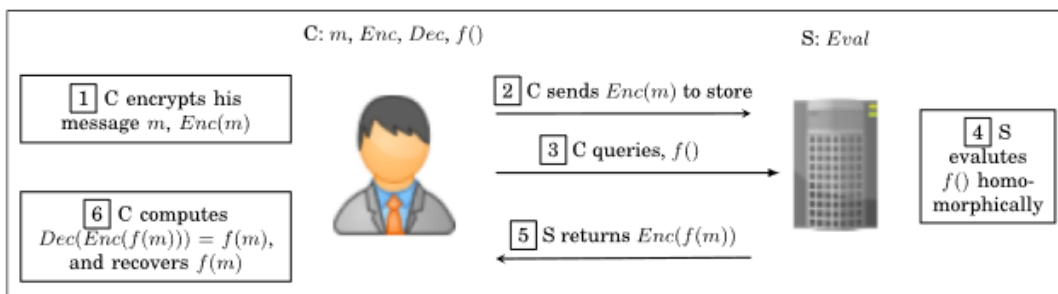 C: m, Enc, Dec, f()
S: Eval
1 C encrypts his
message m, Enc(m)
2 C sends Enc(m) to store
3 C queries, f()
4 S
evalutes
f() homo-
morphically
6 C computes
Dec(Enc(f(m))) = f(m),
and recovers f(m)
5 S returns Enc(f(m))